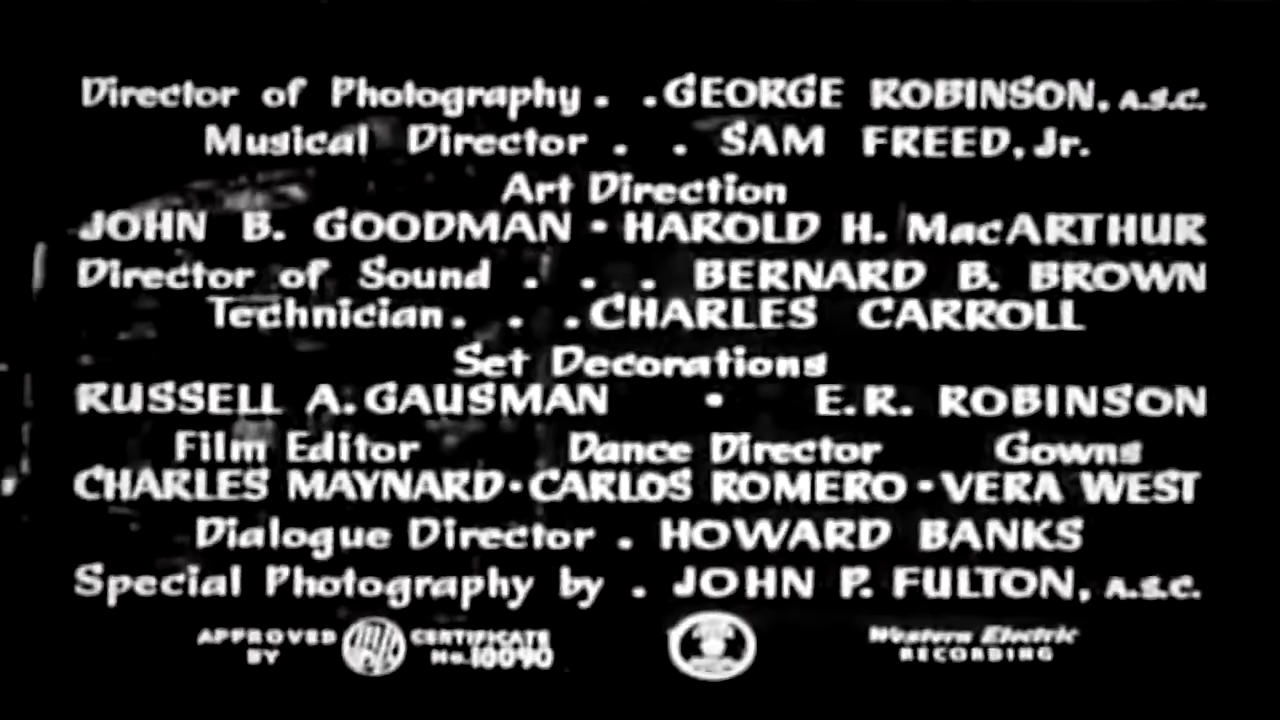 Director of Photography . . GEORGE ROBINSON, A.S.C.
Musical Director . . SAM FREED, Jr.
Art Direction
JOHN B. GOODMAN • HAROLD H. MacARTHUR
Director of Sound . . . BERNARD B. BROWN
Technician . . . CHARLES CARROLL
Set Decorations
RUSSELL A. GAUSMAN • E.R. ROBINSON
Film Editor Dance Director Gowns
CHARLES MAYNARD • CARLOS ROMERO • VERA WEST
Dialogue Director . HOWARD BANKS
Special Photography by . JOHN P. FULTON, A.S.C.
APPROVED BY CERTIFICATE No. 10090
Western Electric RECORDING